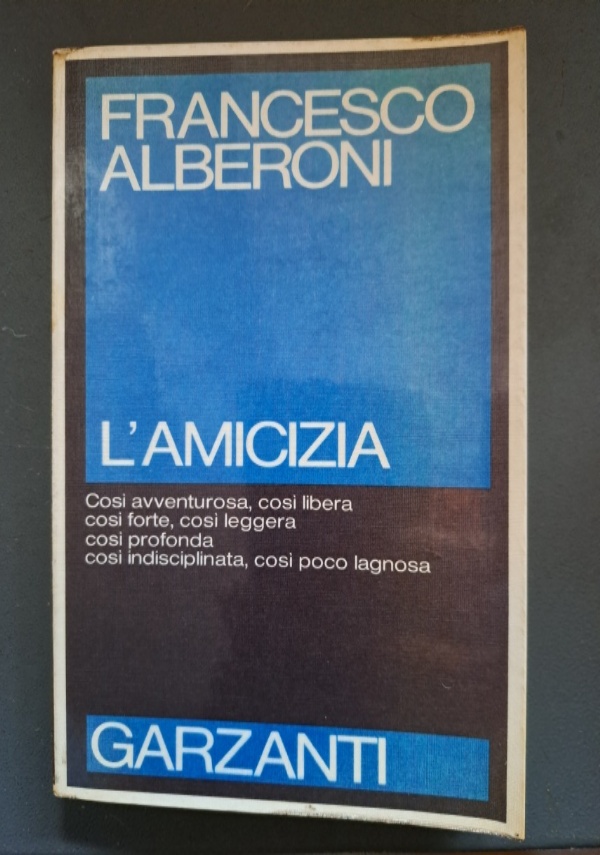 FRANCESCO
ALBERONI
L'AMICIZIA
Così avventurosa, così libera
così forte, così leggera
così profonda
così indisciplinata, così poco lagnosa
GARZANTI